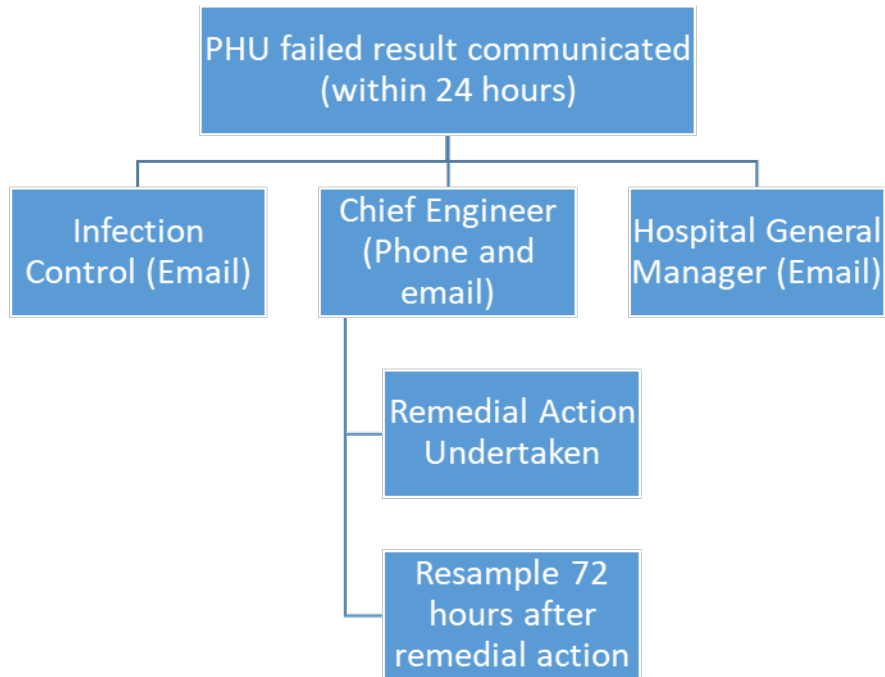 PHU failed result communicated
(within 24 hours)
Infection
Control (Email)
Chief Engineer
(Phone and
email)
Hospital General
Manager (Email)
Remedial Action
Undertaken
Resample 72
hours after
remedial action